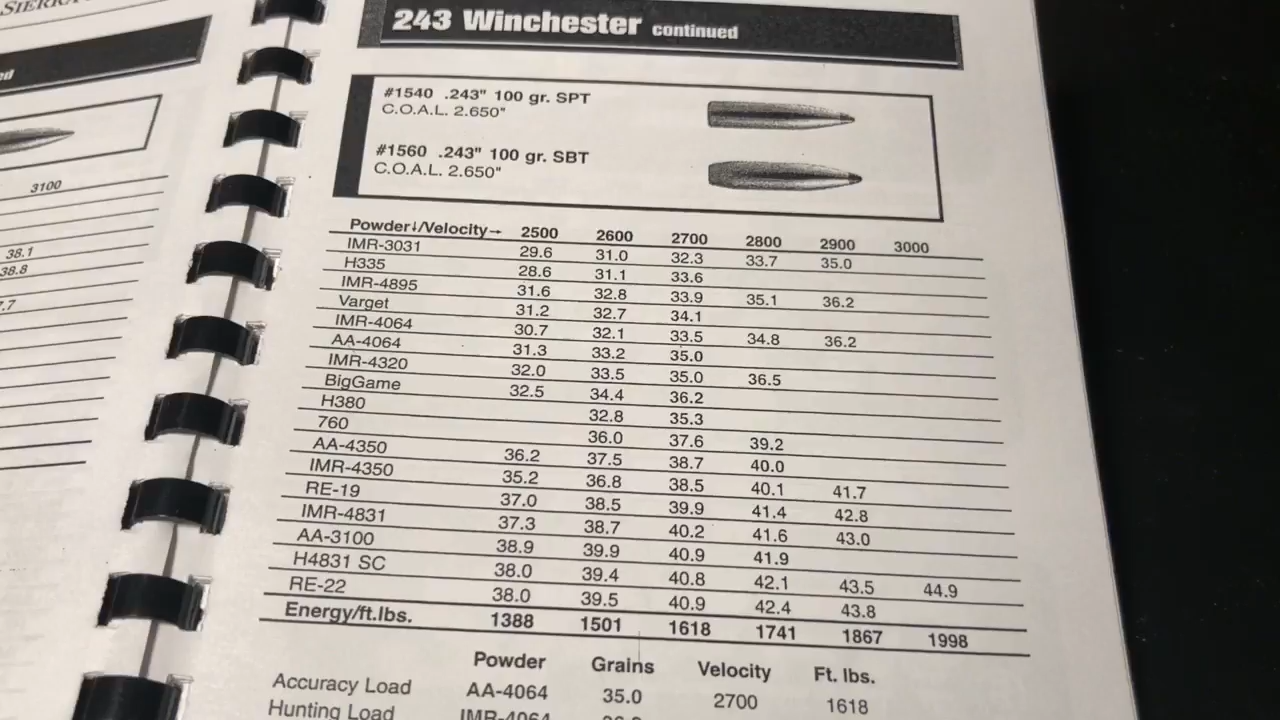 SIERRA
3100
38.1
38.8
243 Winchester continued
#1540 .243" 100 gr. SPT
C.O.A.L. 2.650"
#1560 .243" 100 gr. SBT
C.O.A.L. 2.650"
Powder↓/Velocity→ 2500 2600 2700 2800 2900 3000
IMR-3031 29.6 31.0 32.3 33.7 35.0
H335 28.6 31.1 33.6
IMR-4895 31.6 32.8 33.9 35.1 36.2
Varget 31.2 32.7 34.1
IMR-4064 30.7 32.1 33.5 34.8 36.2
AA-4064 31.3 33.2 35.0
IMR-4320 32.0 33.5 35.0 36.5
BigGame 32.5 34.4 36.2
H380 32.8 35.3
760 36.0 37.6 39.2
AA-4350 36.2 37.5 38.7 40.0
IMR-4350 35.2 36.8 38.5 40.1 41.7
RE-19 37.0 38.5 39.9 41.4 42.8
IMR-4831 37.3 38.7 40.2 41.6 43.0
AA-3100 38.9 39.9 40.9 41.9
H4831 SC 38.0 39.4 40.8 42.1 43.5 44.9
RE-22 38.0 39.5 40.9 42.4 43.8
Energy/ft.lbs. 1388 1501 1618 1741 1867 1998
Powder Grains Velocity Ft. lbs.
Accuracy Load AA-4064 35.0 2700 1618
Hunting Load IMR-4064